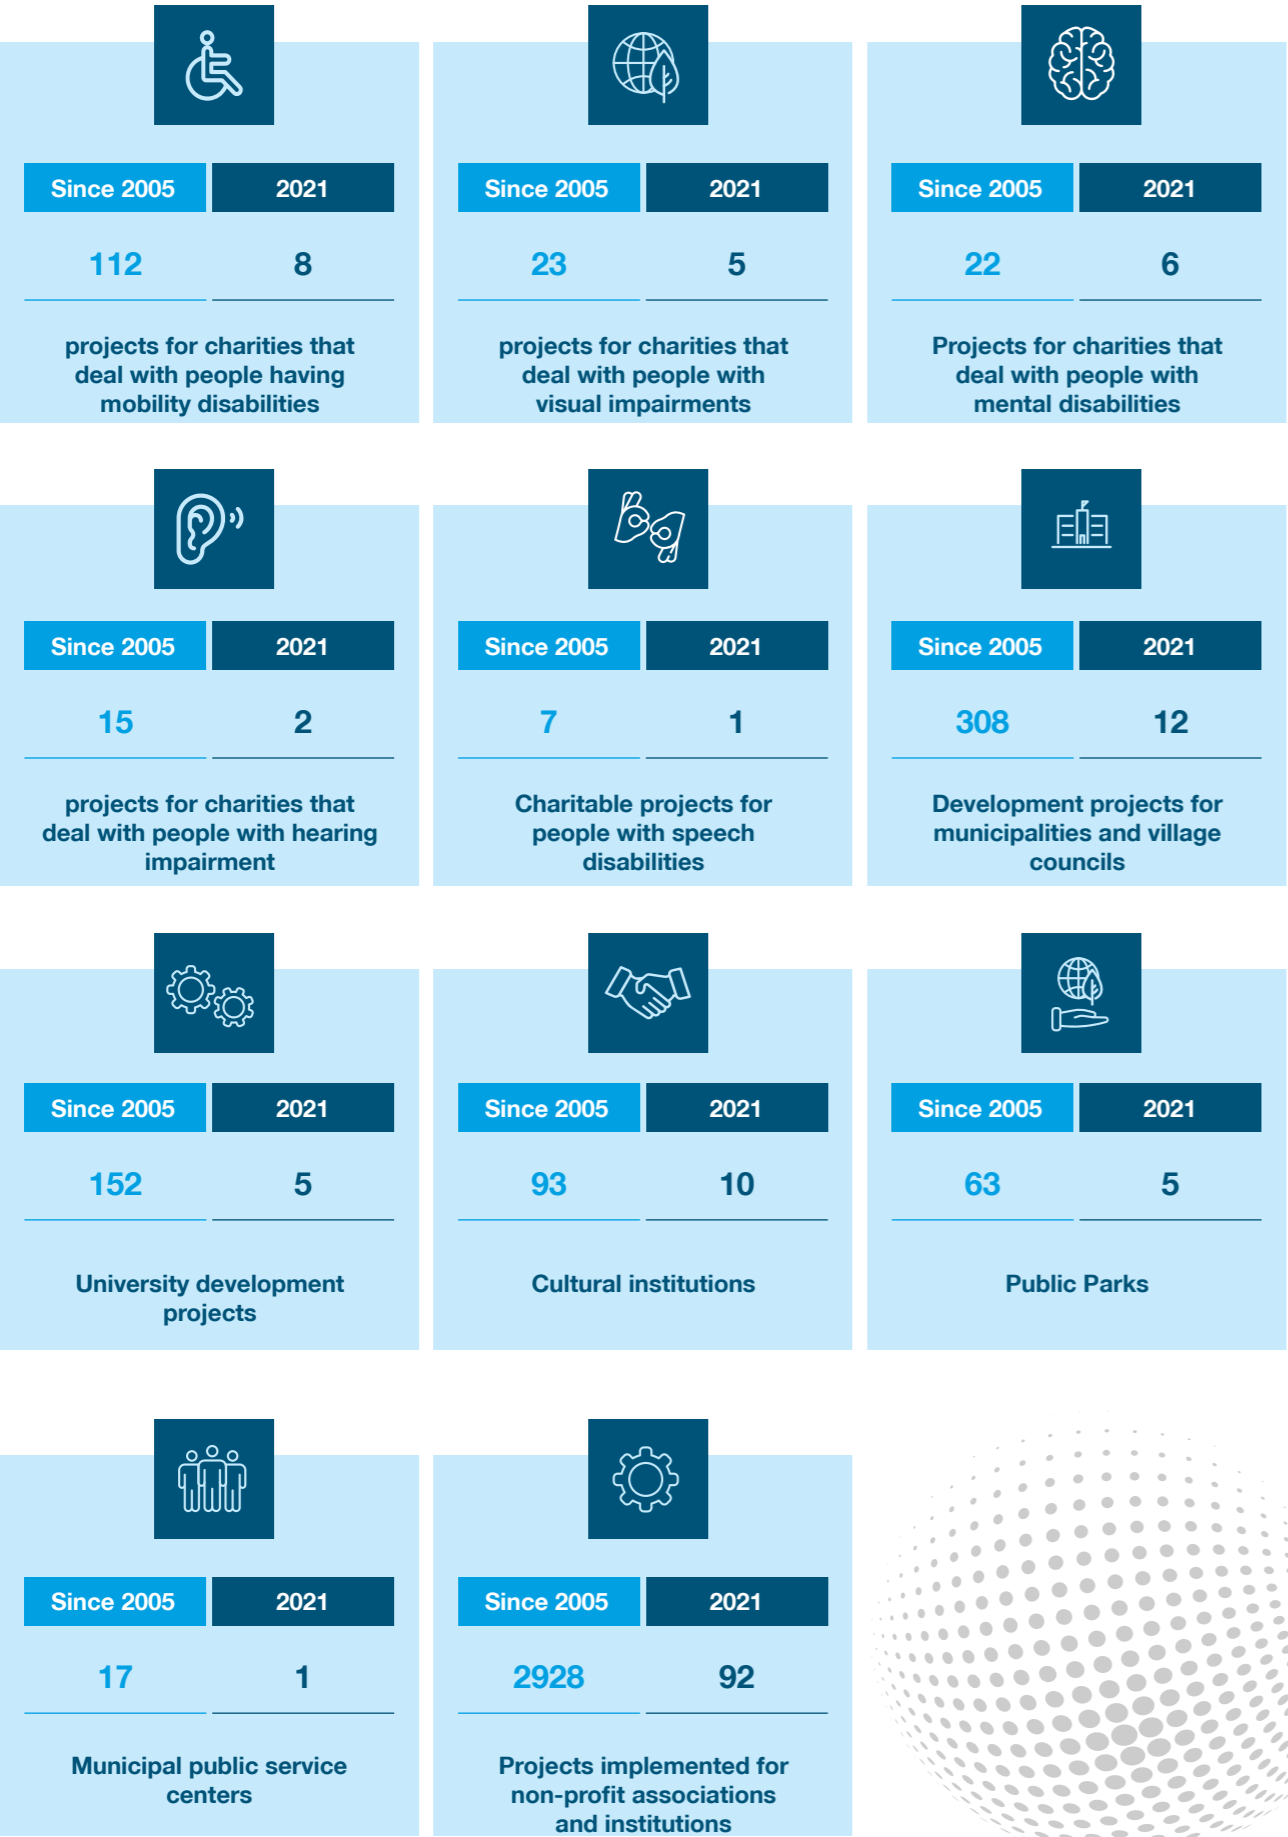 Since 2005 2021
112 8
projects for charities that
deal with people having
mobility disabilities
Since 2005 2021
23 5
projects for charities that
deal with people with
visual impairments
Since 2005 2021
22 6
Projects for charities that
deal with people with
mental disabilities
Since 2005 2021
15 2
projects for charities that
deal with people with hearing
impairment
Since 2005 2021
7 1
Charitable projects for
people with speech
disabilities
Since 2005 2021
308 12
Development projects for
municipalities and village
councils
Since 2005 2021
152 5
University development
projects
Since 2005 2021
93 10
Cultural institutions
Since 2005 2021
63 5
Public Parks
Since 2005 2021
17 1
Municipal public service
centers
Since 2005 2021
2928 92
Projects implemented for
non-profit associations
and institutions